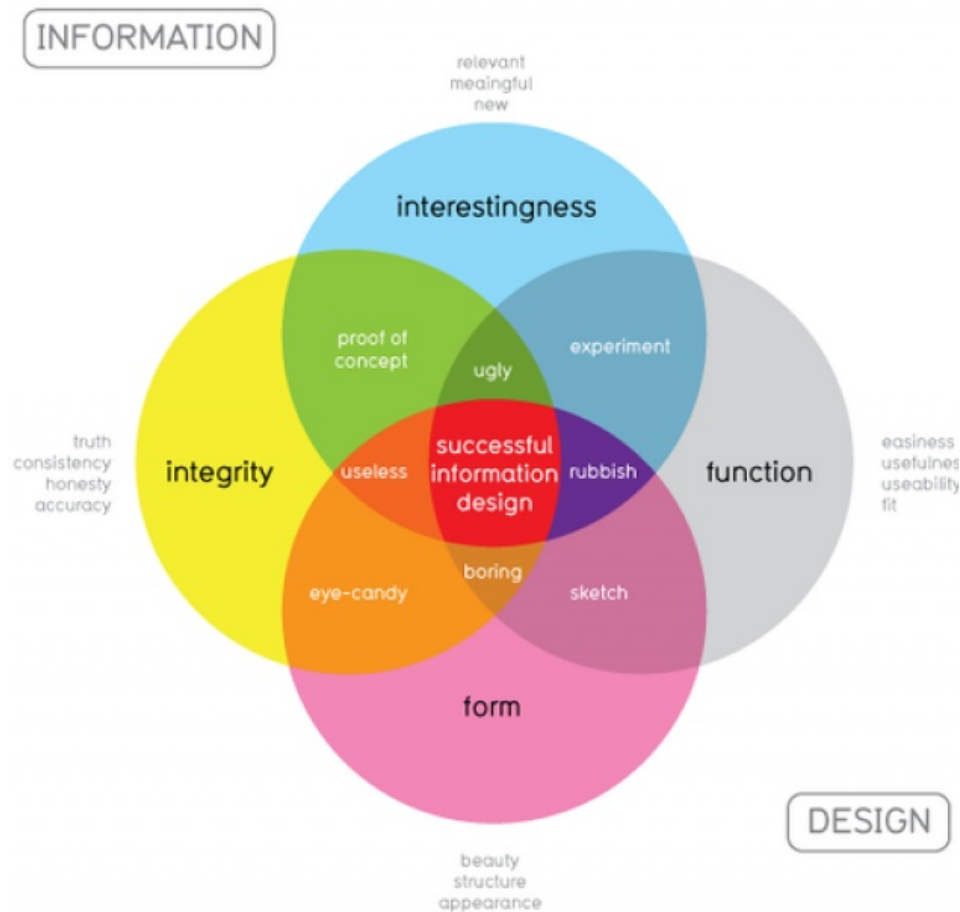 INFORMATION
relevant
meaingful
new
interestingness
proof of
concept
experiment
ugly
truth
consistency
honesty
accuracy
integrity
useless
successful
information
design
rubbish
function
easiness
usefulnes
useability
fit
boring
eye-candy
sketch
form
DESIGN
beauty
structure
appearance